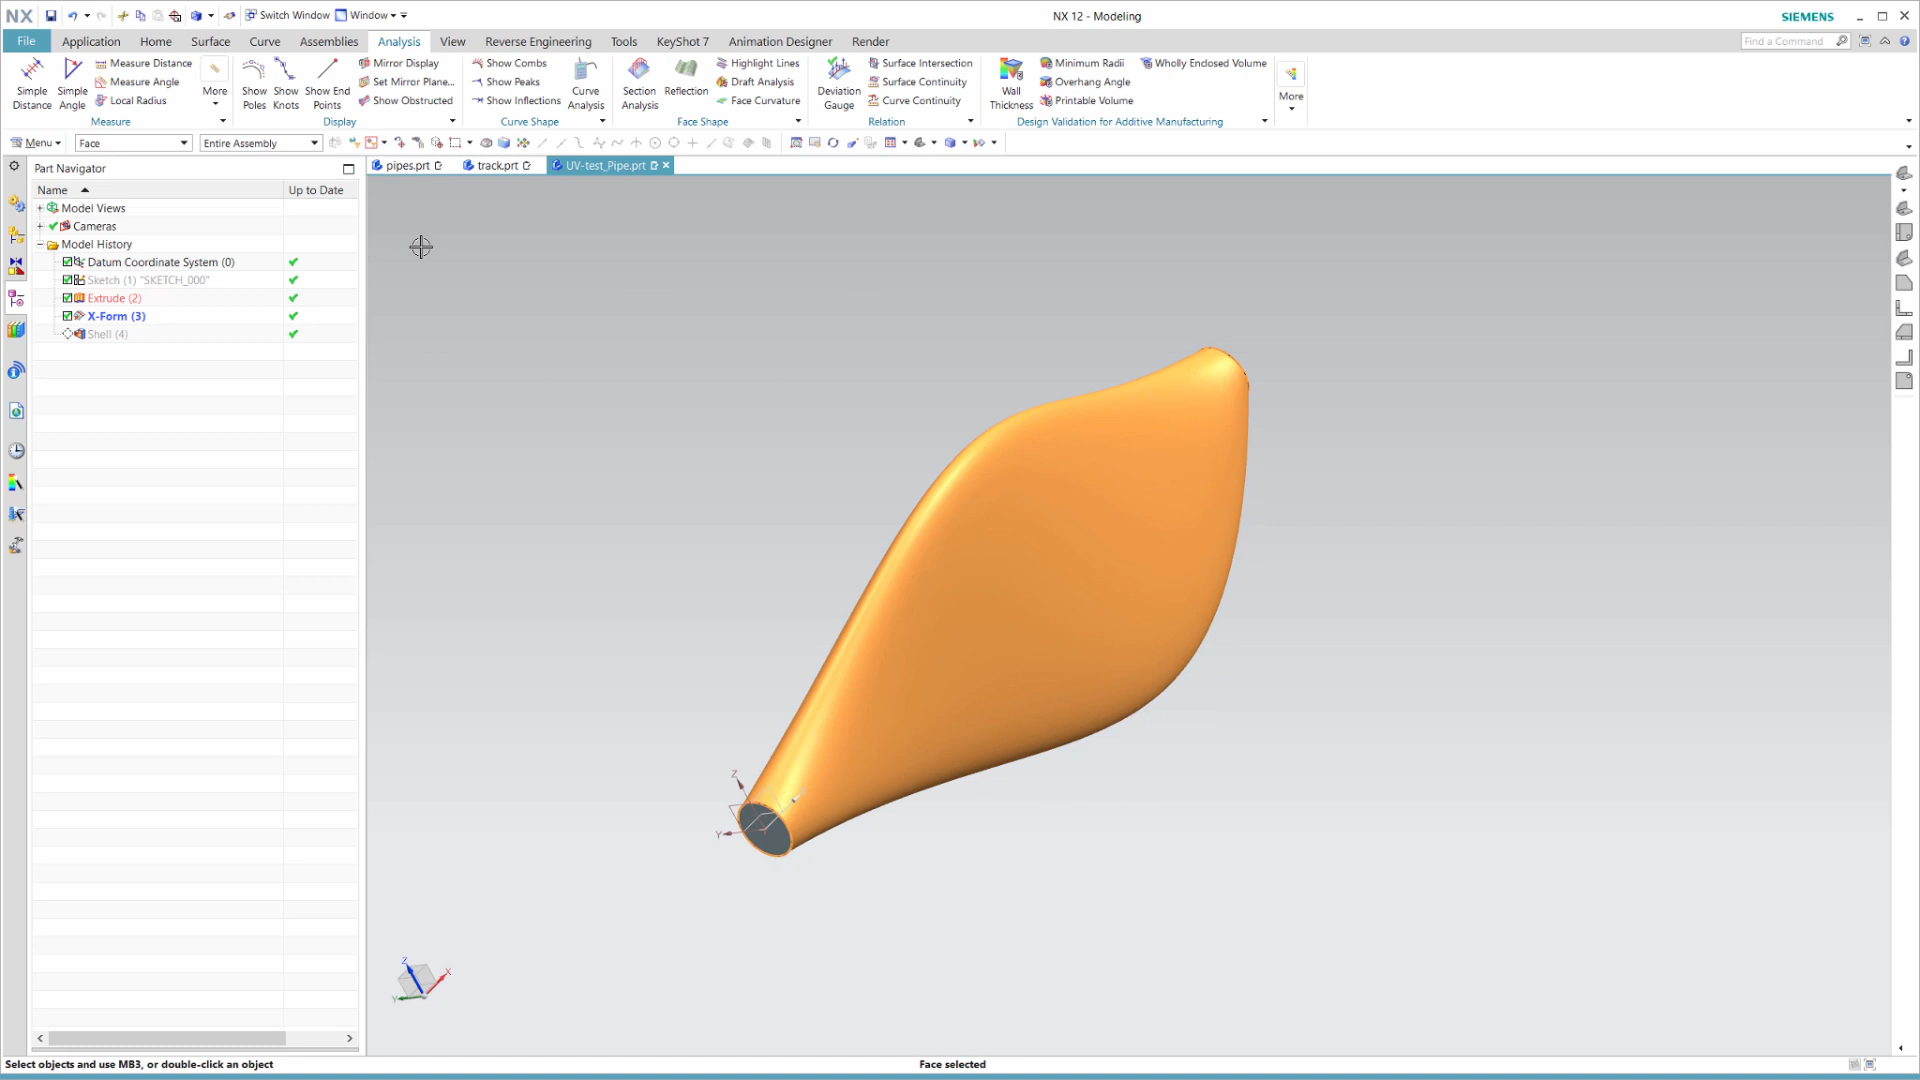 NX Switch Window Window NX 12 - Modeling SIEMENS
File Application Home Surface Curve Assemblies Analysis View Reverse Engineering Tools KeyShot 7 Animation Designer Render Find a Command
Simple Distance
Simple Angle
Measure Distance
Measure Angle
Local Radius
More
Measure
Show Poles
Show Knots
Show End Points
Mirror Display
Set Mirror Plane...
Show Obstructed
Display
Show Combs
Show Peaks
Show Inflections
Curve Analysis
Curve Shape
Section Analysis
Reflection
Highlight Lines
Draft Analysis
Face Curvature
Face Shape
Deviation Gauge
Surface Intersection
Surface Continuity
Curve Continuity
Relation
Wall Thickness
Minimum Radii
Overhang Angle
Printable Volume
Wholly Enclosed Volume
Design Validation for Additive Manufacturing
More
Menu Face Entire Assembly
Part Navigator
pipes.prt track.prt UV-test_Pipe.prt
Name Up to Date
Model Views
Cameras
Model History
Datum Coordinate System (0)
Sketch (1) "SKETCH_000"
Extrude (2)
X-Form (3)
Shell (4)
Z
Y
Z
X
Y
Select objects and use MB3, or double-click an object Face selected